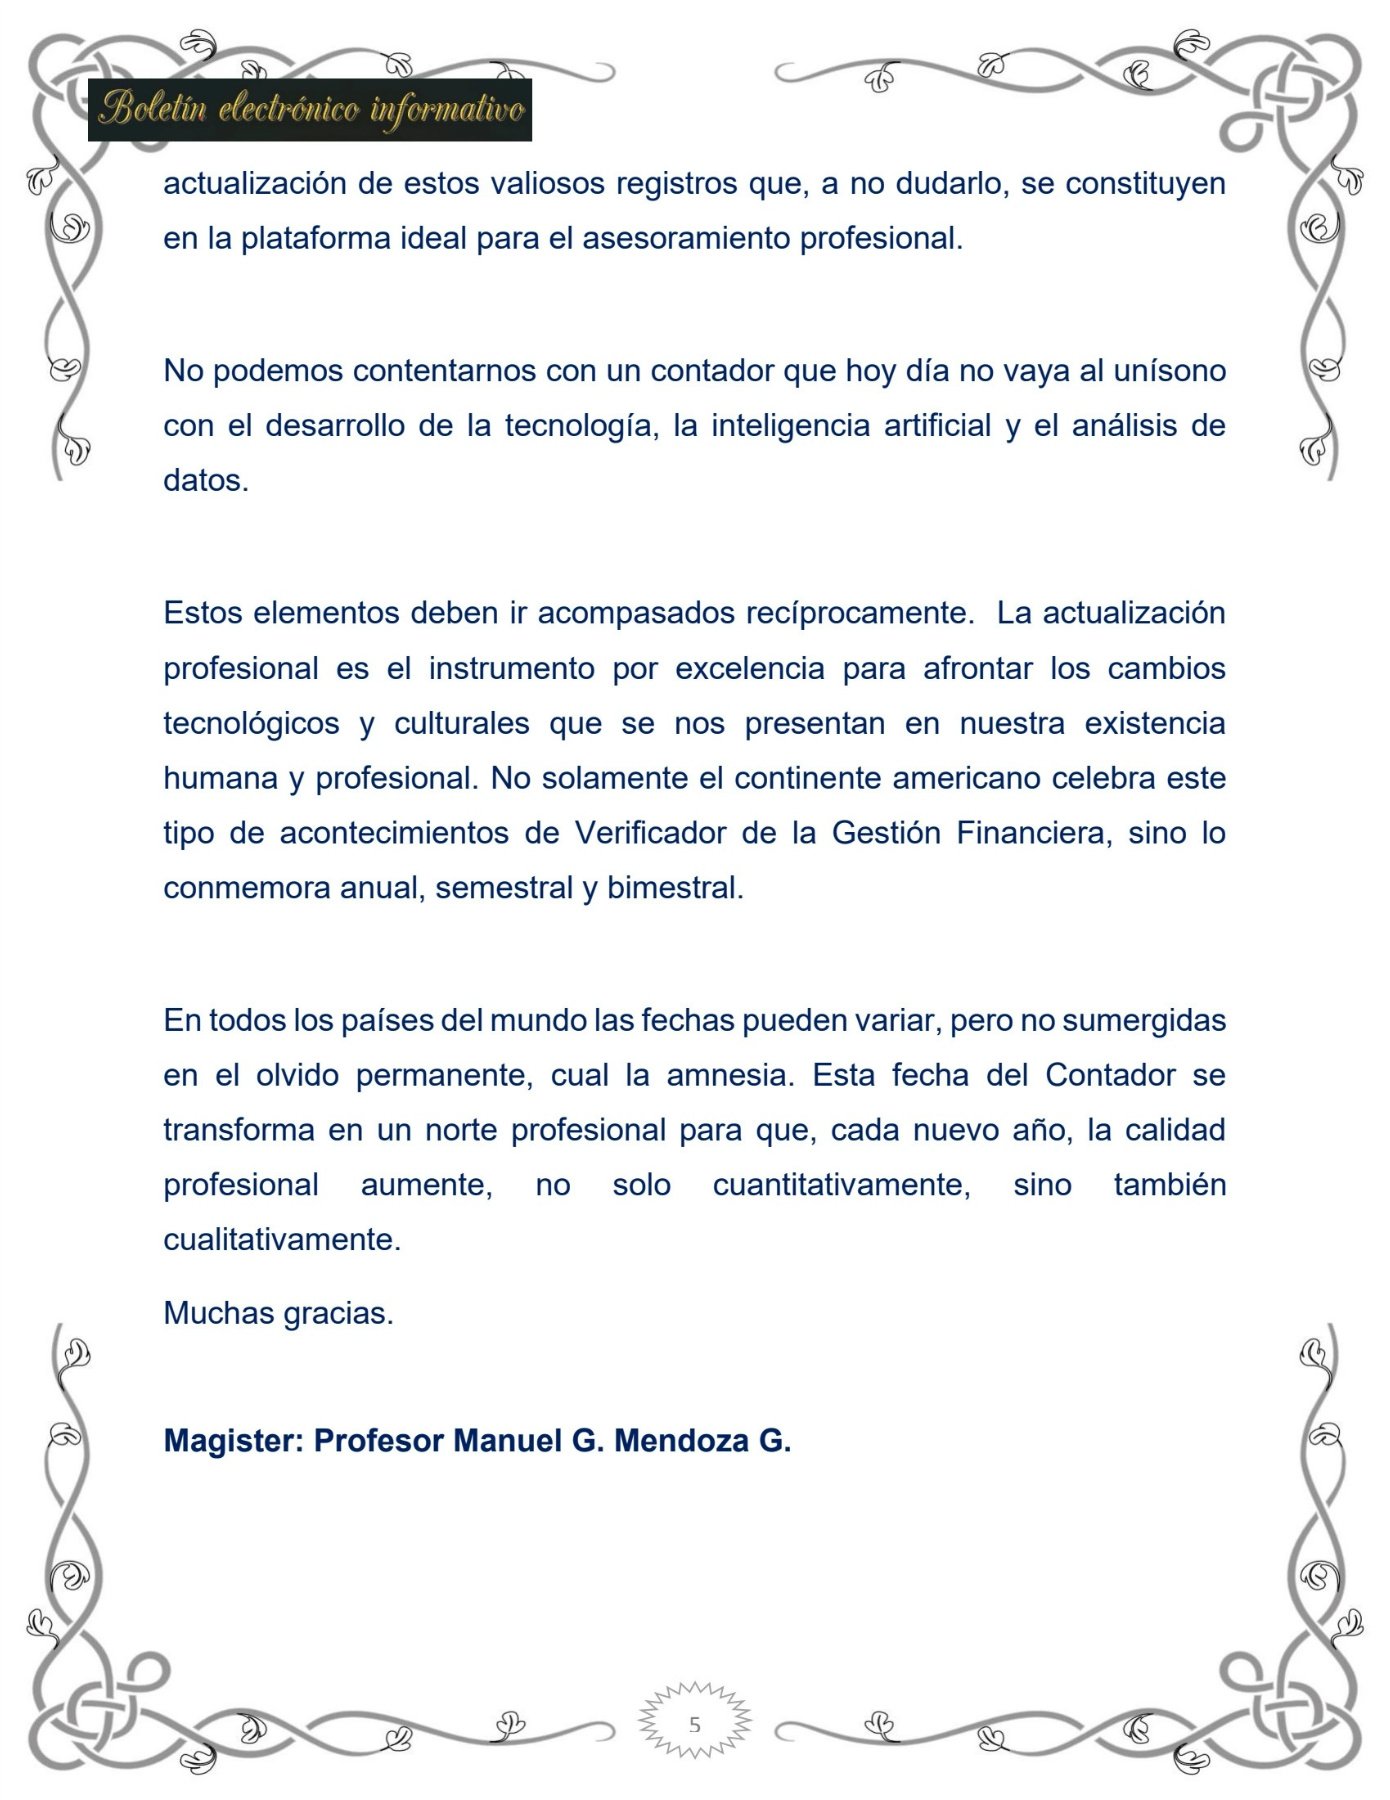 Boletín electrónico informativo
actualización de estos valiosos registros que, a no dudarlo, se constituyen
en la plataforma ideal para el asesoramiento profesional.
No podemos contentarnos con un contador que hoy día no vaya al unísono
con el desarrollo de la tecnología, la inteligencia artificial y el análisis de
datos.
Estos elementos deben ir acompasados recíprocamente.  La actualización
profesional es el instrumento por excelencia para afrontar los cambios
tecnológicos y culturales que se nos presentan en nuestra existencia
humana y profesional. No solamente el continente americano celebra este
tipo de acontecimientos de Verificador de la Gestión Financiera, sino lo
conmemora anual, semestral y bimestral.
En todos los países del mundo las fechas pueden variar, pero no sumergidas
en el olvido permanente, cual la amnesia. Esta fecha del Contador se
transforma en un norte profesional para que, cada nuevo año, la calidad
profesional aumente, no solo cuantitativamente, sino también
cualitativamente.
Muchas gracias.
Magister: Profesor Manuel G. Mendoza G.
5